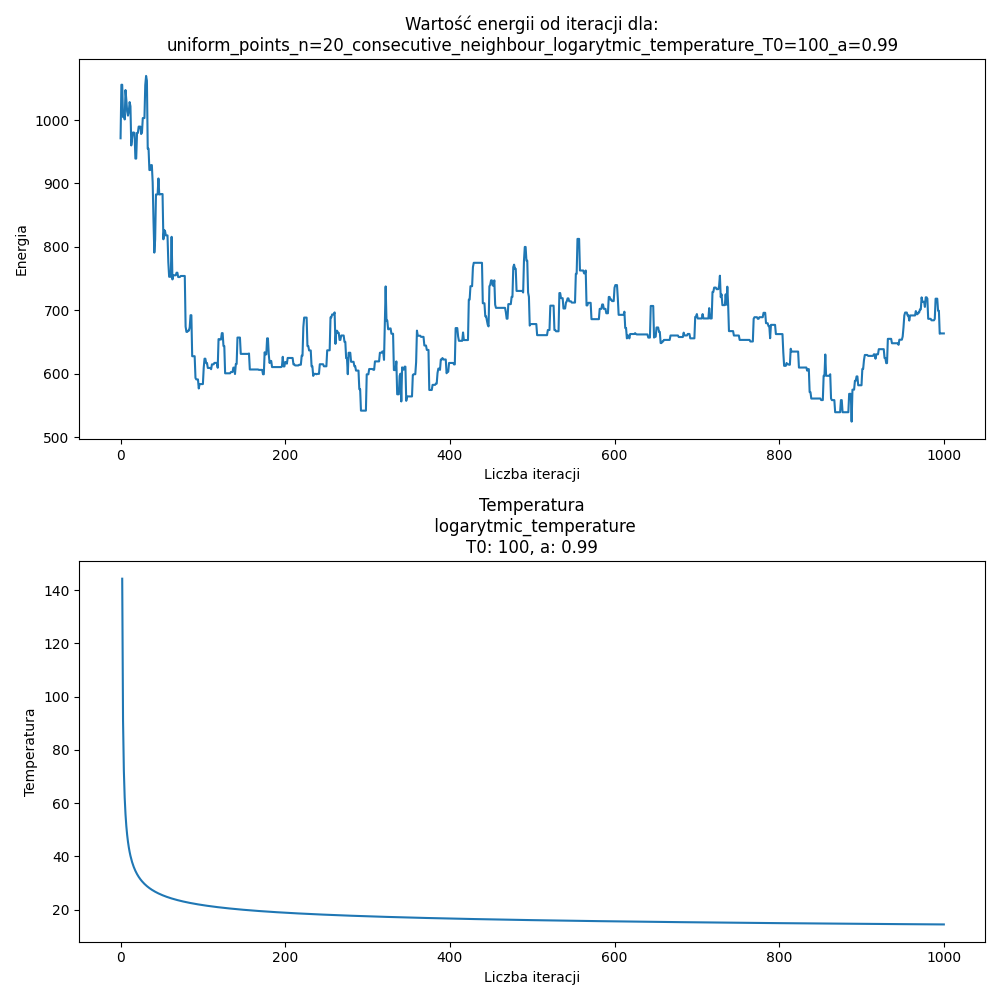 Wartość energii od iteracji dla:
uniform_points_n=20_consecutive_neighbour_logarytmic_temperature_T0=100_a=0.99
1000
900
800
700
600
500
Energia
0 200 400 600 800 1000
Liczba iteracji
Temperatura
logarytmic_temperature
T0: 100, a: 0.99
140
120
100
80
60
40
20
Temperatura
0 200 400 600 800 1000
Liczba iteracji